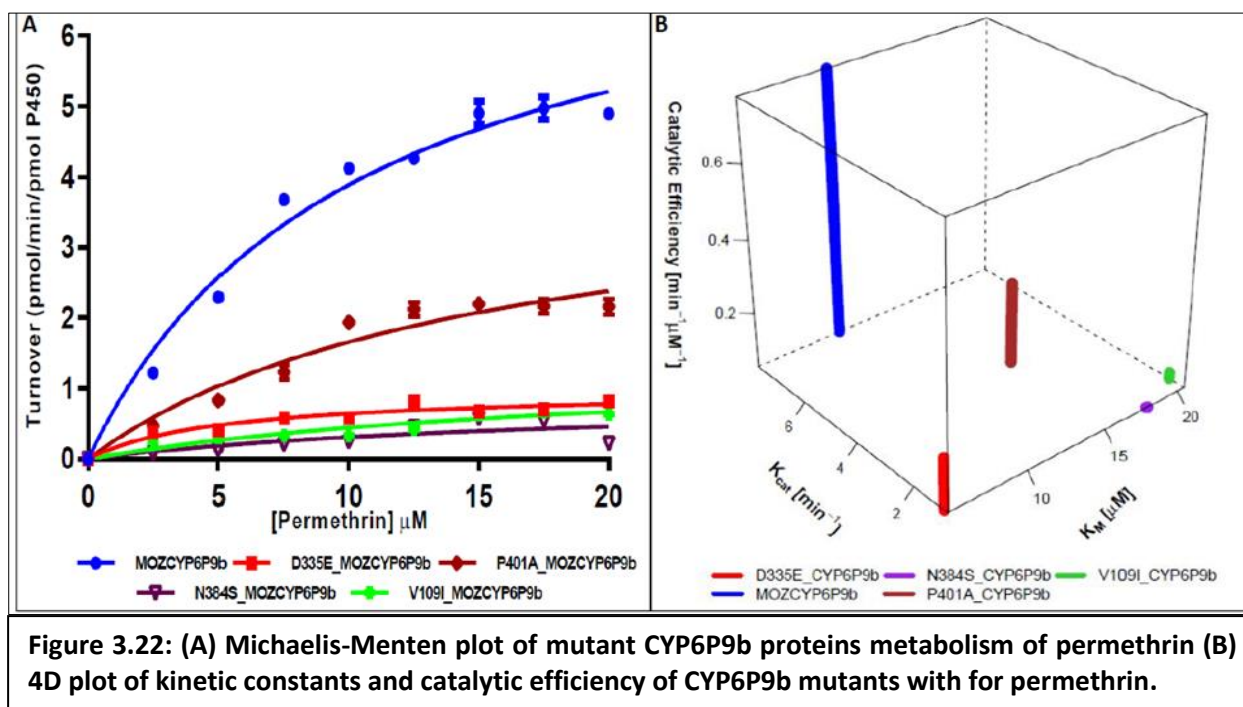 A
6
5
4
3
2
1
0
Turnover (pmol/min/pmol P450)
0 5 10 15 20
[Permethrin] µM
MOZCYP6P9b D335E_MOZCYP6P9b P401A_MOZCYP6P9b
N384S_MOZCYP6P9b V109I_MOZCYP6P9b
B
Catalytic Efficiency [min⁻¹µM⁻¹]
0.6
0.4
0.2
6
4
2
Kcat [min⁻¹]
20
15
10
KM [µM]
D335E_CYP6P9b N384S_CYP6P9b V109I_CYP6P9b
MOZCYP6P9b P401A_CYP6P9b
Figure 3.22: (A) Michaelis-Menten plot of mutant CYP6P9b proteins metabolism of permethrin (B)
4D plot of kinetic constants and catalytic efficiency of CYP6P9b mutants with for permethrin.